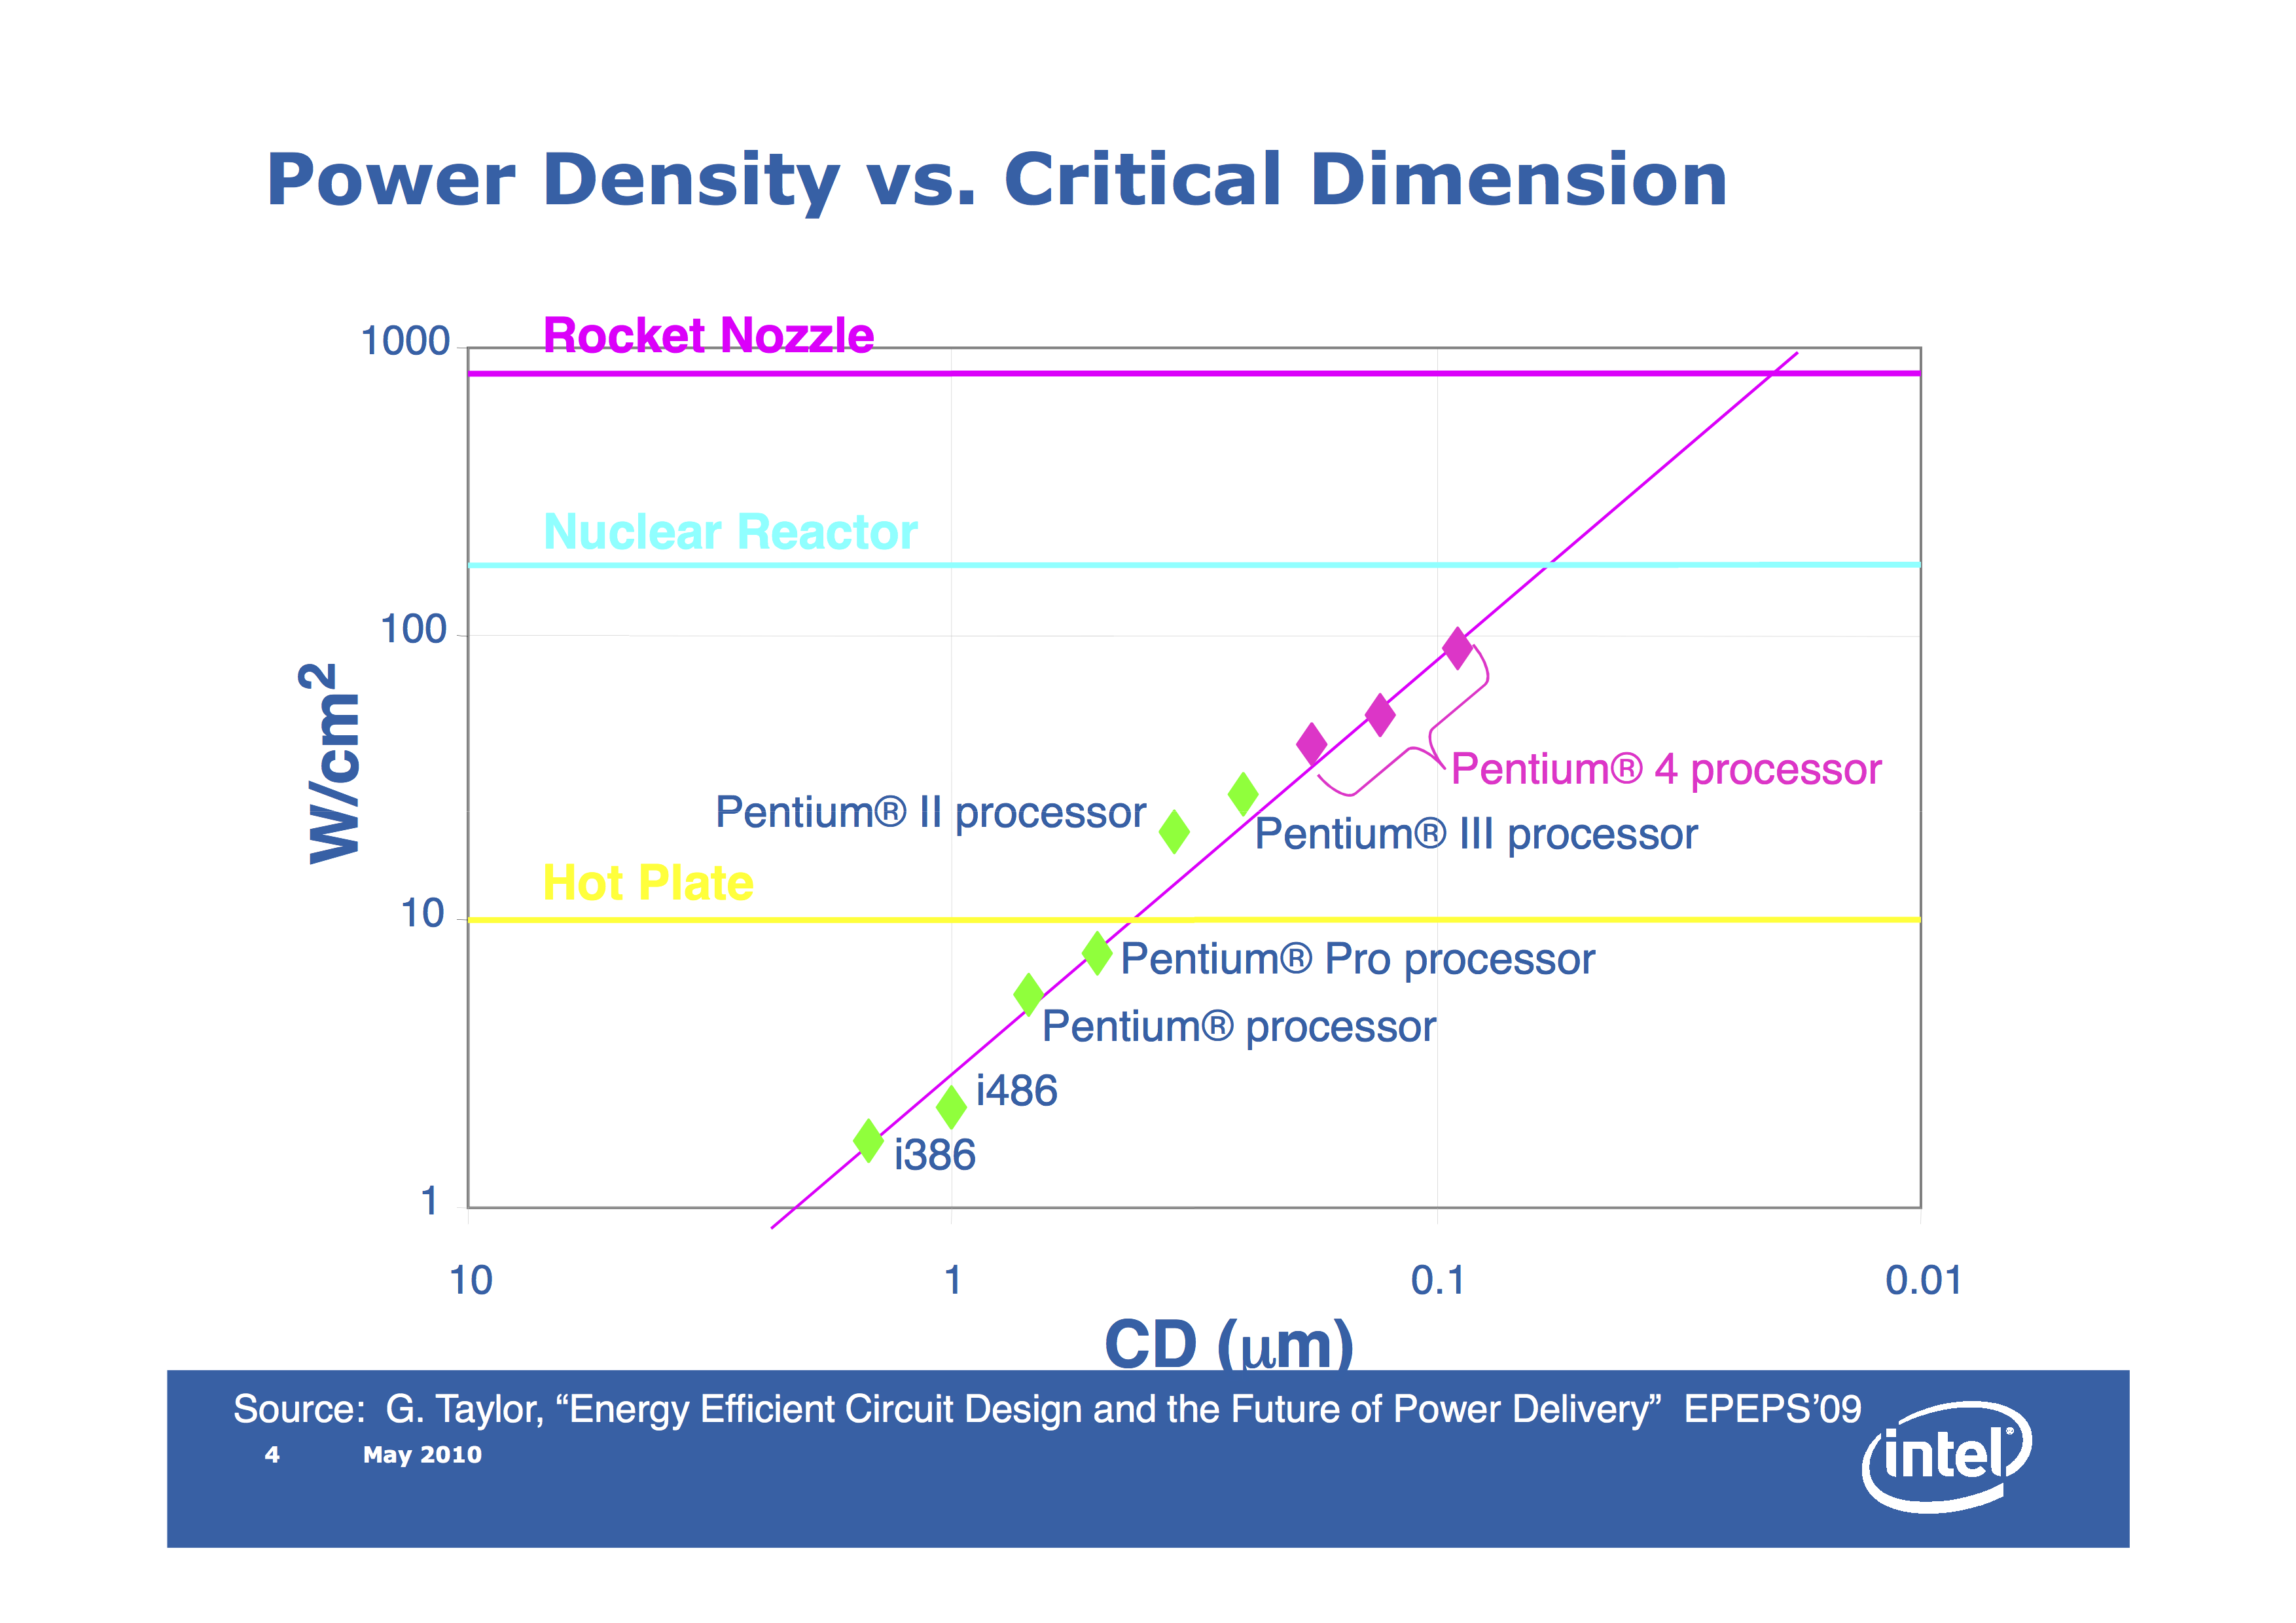 Power Density vs. Critical Dimension
1000
Rocket Nozzle
Nuclear Reactor
100
W/cm2
Pentium® 4 processor
Pentium® II processor
Pentium® III processor
Hot Plate
10
Pentium® Pro processor
Pentium® processor
i486
i386
1
10 1 0.1 0.01
CD (μm)
Source: G. Taylor, “Energy Efficient Circuit Design and the Future of Power Delivery” EPEPS’09
4 May 2010
intel®